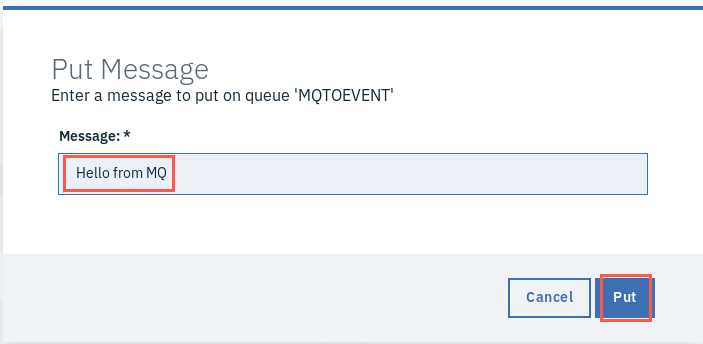 Put Message
Enter a message to put on queue 'MQTOEVENT'
Message: *
Hello from MQ
Cancel
Put